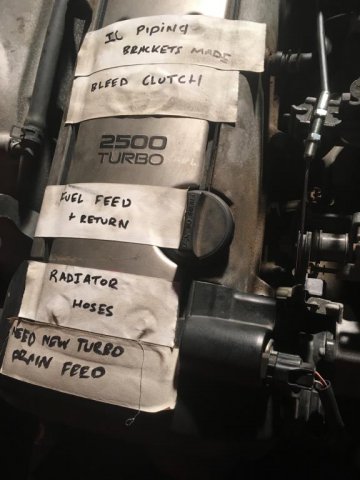 IC PIPING
BRACKETS MADE
BLEED CLUTCH
2500
TURBO
FUEL FEED
+ RETURN
RADIATOR
HOSES
NEED NEW TURBO
DRAIN FEED